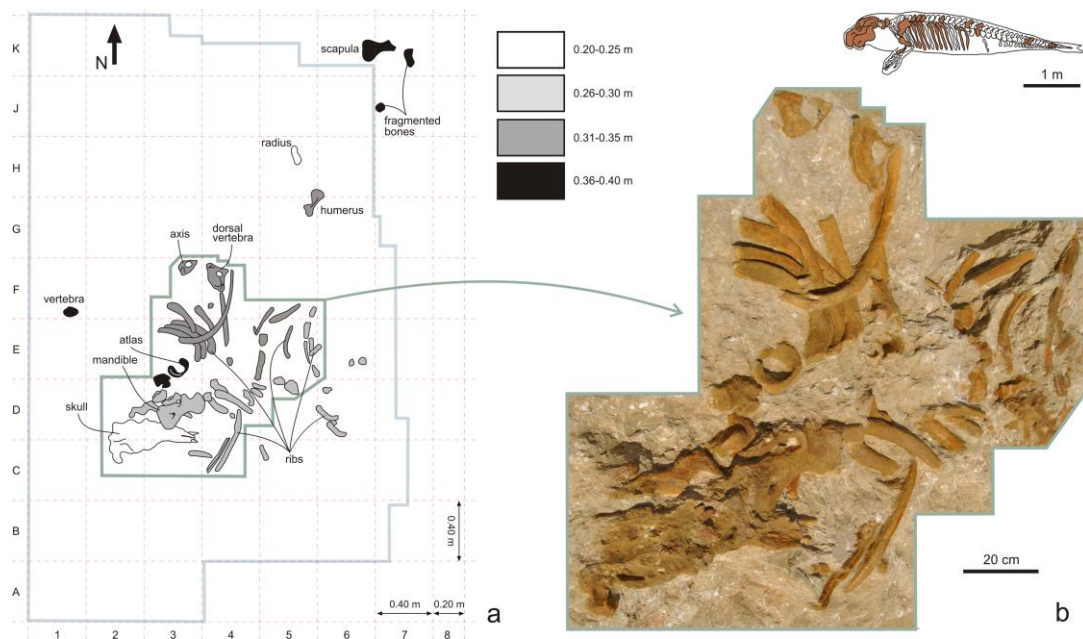 K
J
H
G
F
E
D
C
B
A
N
scapula
fragmented
bones
radius
humerus
axis
dorsal
vertebra
vertebra
atlas
mandible
skull
ribs
0.40 m
0.40 m
0.20 m
1
2
3
4
5
6
7
8
a
0.20-0.25 m
0.26-0.30 m
0.31-0.35 m
0.36-0.40 m
1 m
20 cm
b